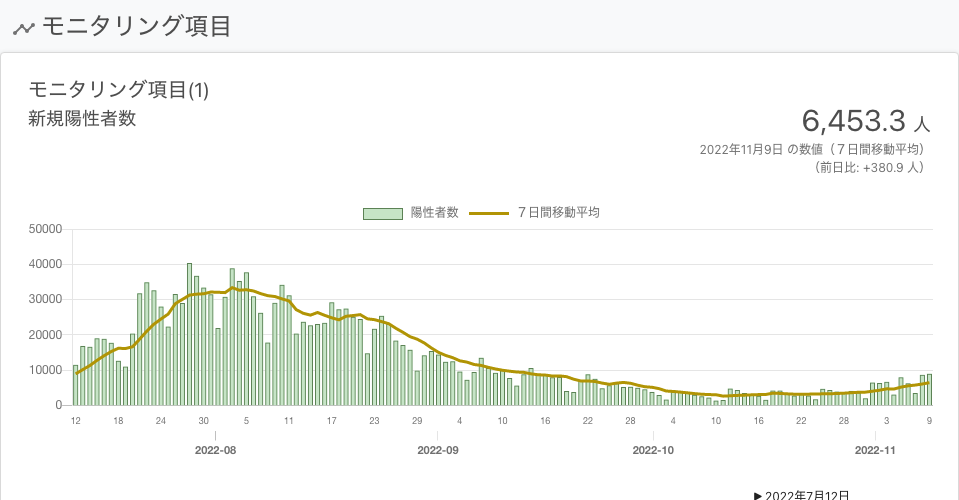 モニタリング項目
モニタリング項目(1)
新規陽性者数
6,453.3 人
2022年11月9日 の数値（７日間移動平均）
（前日比: +380.9 人）
陽性者数 ７日間移動平均
50000
40000
30000
20000
10000
0
12 18 24 30 5 11 17 23 29 4 10 16 22 28 4 10 16 22 28 3 9
2022-08 2022-09 2022-10 2022-11
▶ 2022年7月12日